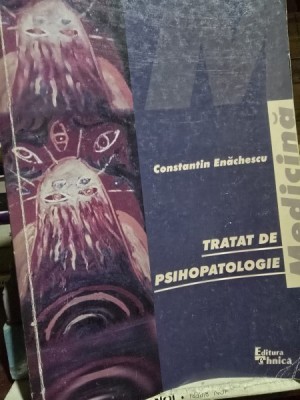 Constantin Enăchescu
TRATAT DE
PSIHOPATOLOGIE
Medicină
Editura
Tehnică